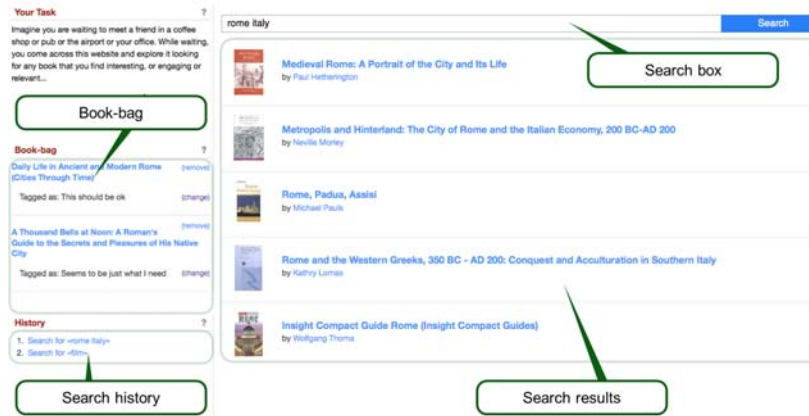 Your Task ?
Imagine you are waiting to meet a friend in a coffee
shop or pub or the airport or your office. While waiting,
you come across this website and explore it looking
for any book that you find interesting, or engaging or
relevant...
Book-bag
Book-bag ?
Daily Life in Ancient and Modern Rome (remove)
(Cities Through Time)
Tagged as: This should be ok (change)
(remove)
A Thousand Bells at Noon: A Roman's
Guide to the Secrets and Pleasures of His Native
City
Tagged as: Seems to be just what I need (change)
History ?
1. Search for «rome italy»
2. Search for «film»
Search history
rome italy Search
Search box
Medieval Rome: A Portrait of the City and Its Life
by Paul Hetherington
Metropolis and Hinterland: The City of Rome and the Italian Economy, 200 BC-AD 200
by Neville Morley
Rome, Padua, Assisi
by Michael Pauls
Rome and the Western Greeks, 350 BC - AD 200: Conquest and Acculturation in Southern Italy
by Kathry Lomas
Insight Compact Guide Rome (Insight Compact Guides)
by Wolfgang Thoma
Search results